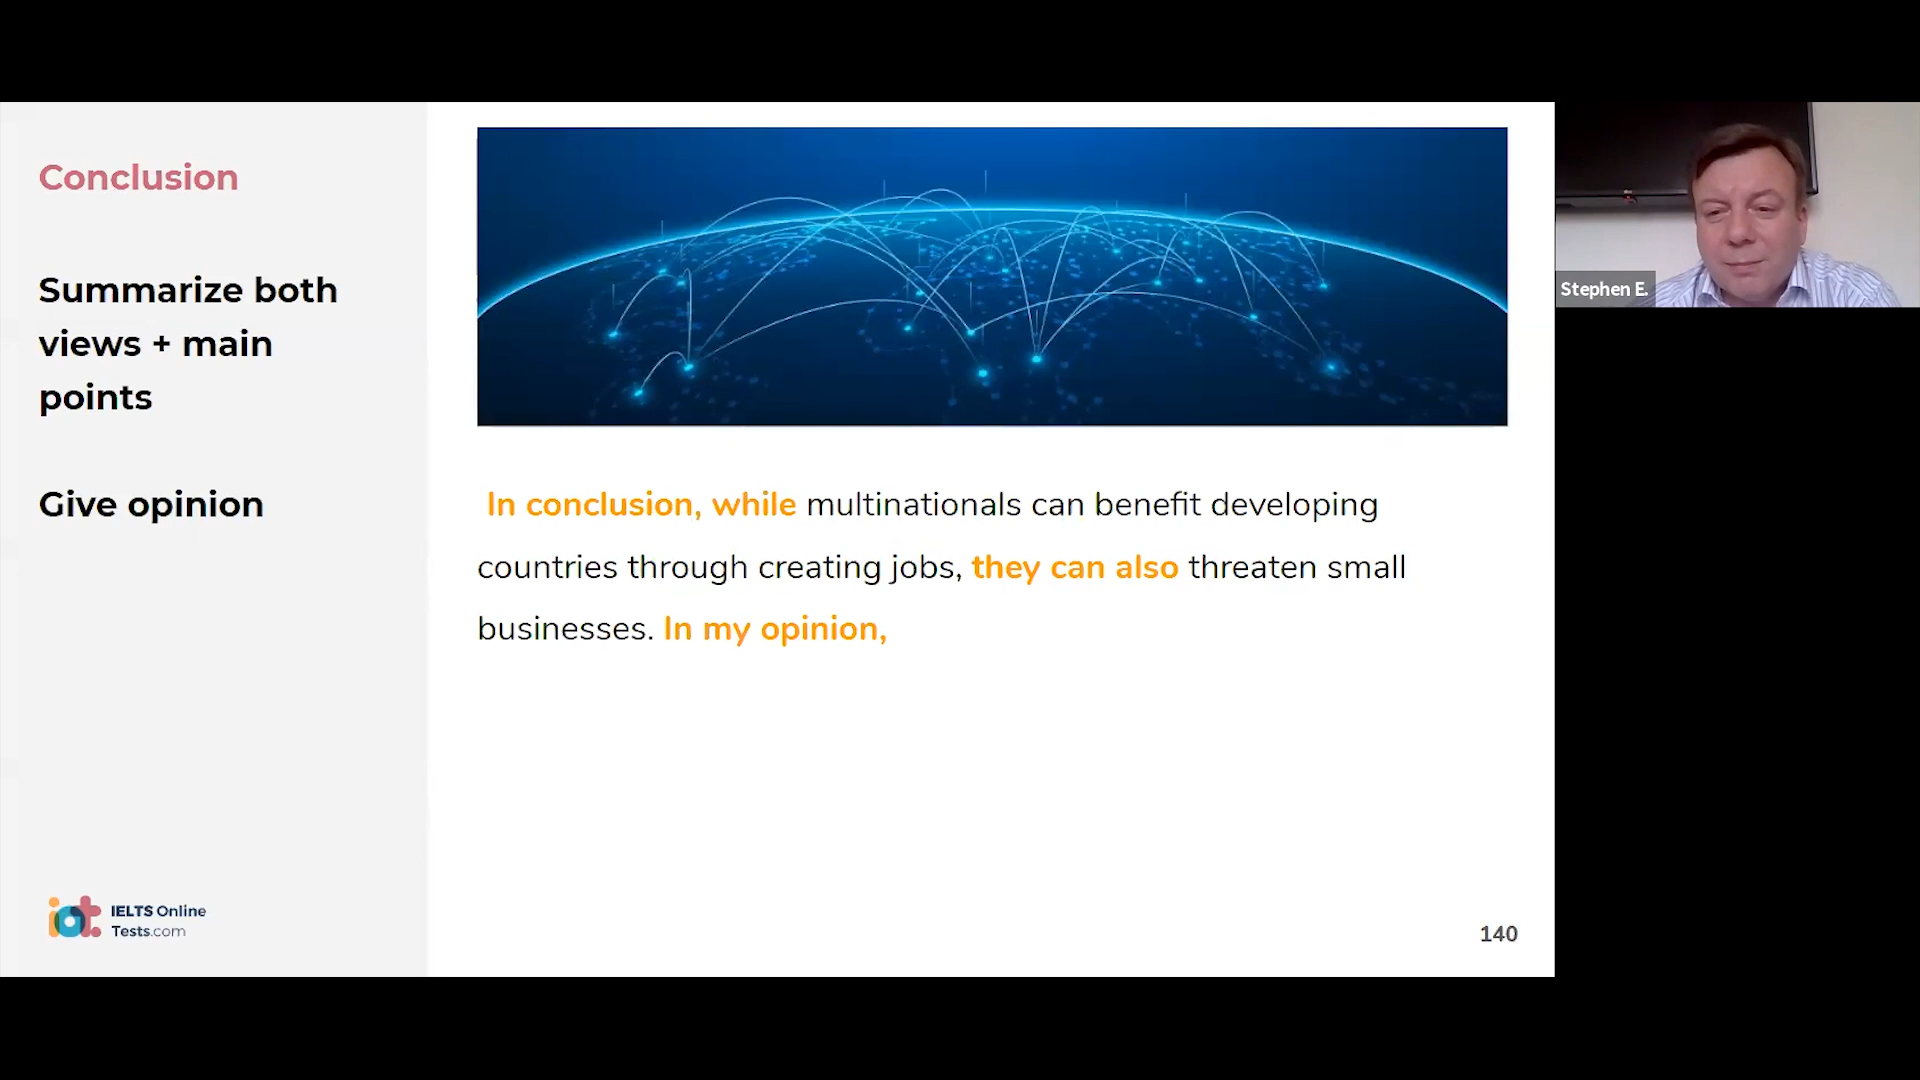 Conclusion
Summarize both
views + main
points
Give opinion
In conclusion, while multinationals can benefit developing
countries through creating jobs, they can also threaten small
businesses. In my opinion,
iot IELTS Online
Tests.com
140
Stephen E.